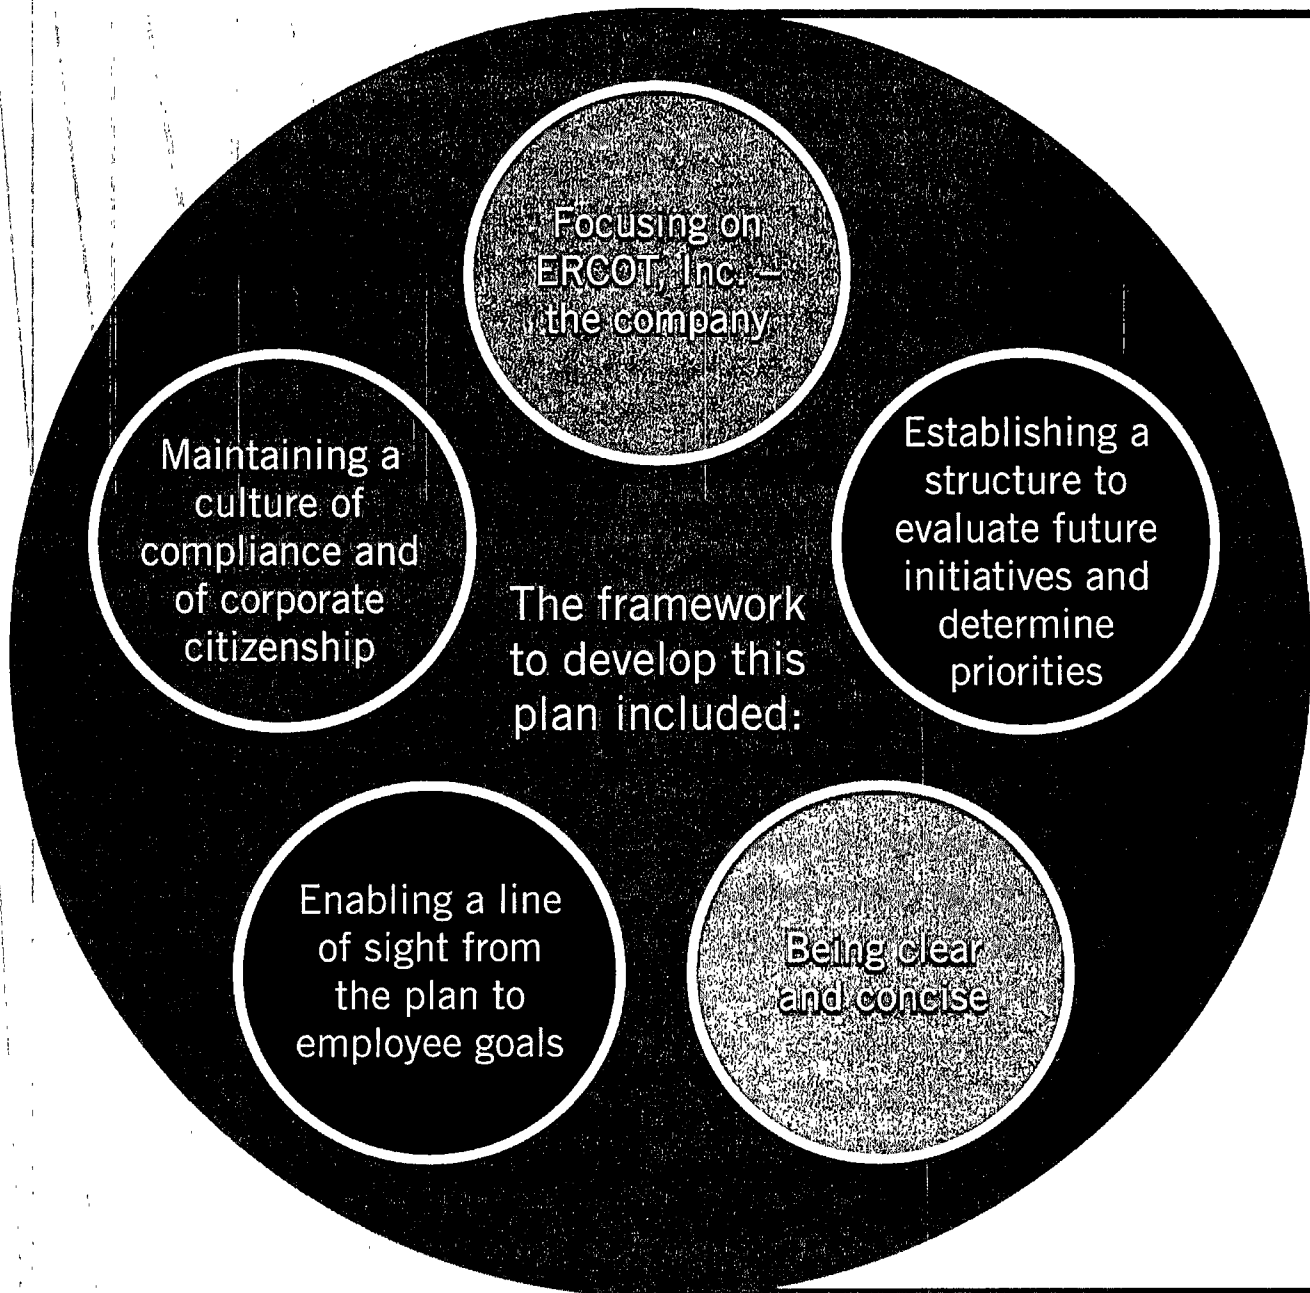 Focusing on
ERCOT, Inc. –
the company
Establishing a
structure to
evaluate future
initiatives and
determine
priorities
Being clear
and concise
Enabling a line
of sight from
the plan to
employee goals
Maintaining a
culture of
compliance and
of corporate
citizenship
The framework
to develop this
plan included: